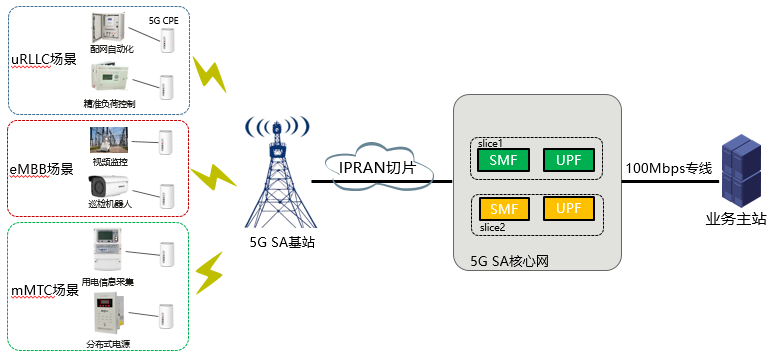 5G CPE
配网自动化
uRLLC场景
精准负荷控制
视频监控
eMBB场景
巡检机器人
用电信息采集
mMTC场景
分布式电源
5G SA基站
IPRAN切片
slice1
SMF
UPF
SMF
UPF
slice2
5G SA核心网
100Mbps专线
业务主站